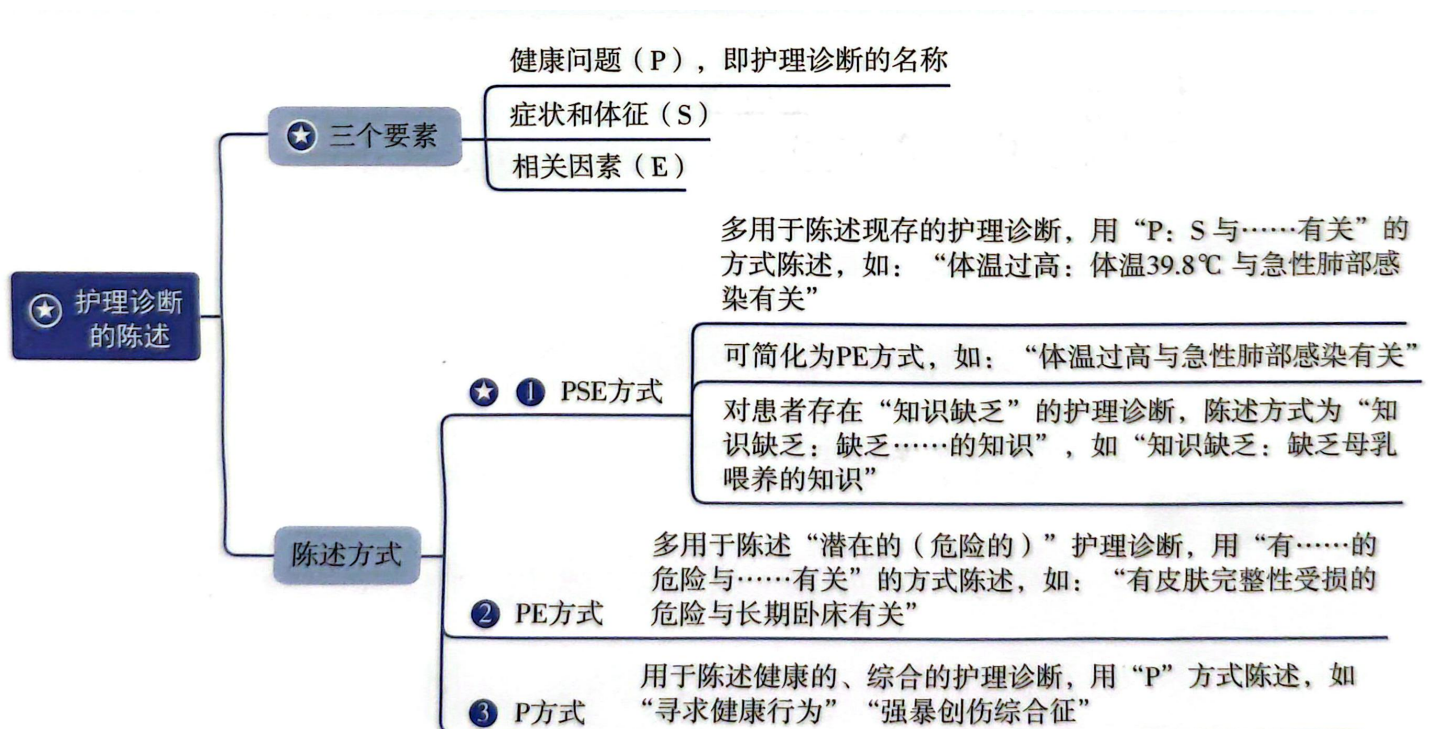 健康问题（P），即护理诊断的名称
症状和体征（S）
三个要素
相关因素（E）
护理诊断
的陈述
多用于陈述现存的护理诊断，用“P：S 与……有关”的
方式陈述，如：“体温过高：体温39.8℃ 与急性肺部感
染有关”
可简化为PE方式，如：“体温过高与急性肺部感染有关”
1 PSE方式
对患者存在“知识缺乏”的护理诊断，陈述方式为“知
识缺乏：缺乏……的知识”，如“知识缺乏：缺乏母乳
喂养的知识”
陈述方式
多用于陈述“潜在的（危险的）”护理诊断，用“有……的
危险与……有关”的方式陈述，如：“有皮肤完整性受损的
危险与长期卧床有关”
2 PE方式
用于陈述健康的、综合的护理诊断，用“P”方式陈述，如
“寻求健康行为”“强暴创伤综合征”
3 P方式